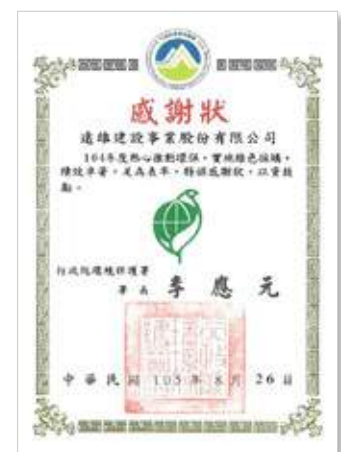 感謝狀
遠雄建設事業股份有限公司
104年度熱心推動環保，實施綠色採購，
績效卓著，足為表率，特頒感謝狀，以資鼓
勵。
行政院環境保護署
署長 李應元
中華民國 105 年 8 月 26 日